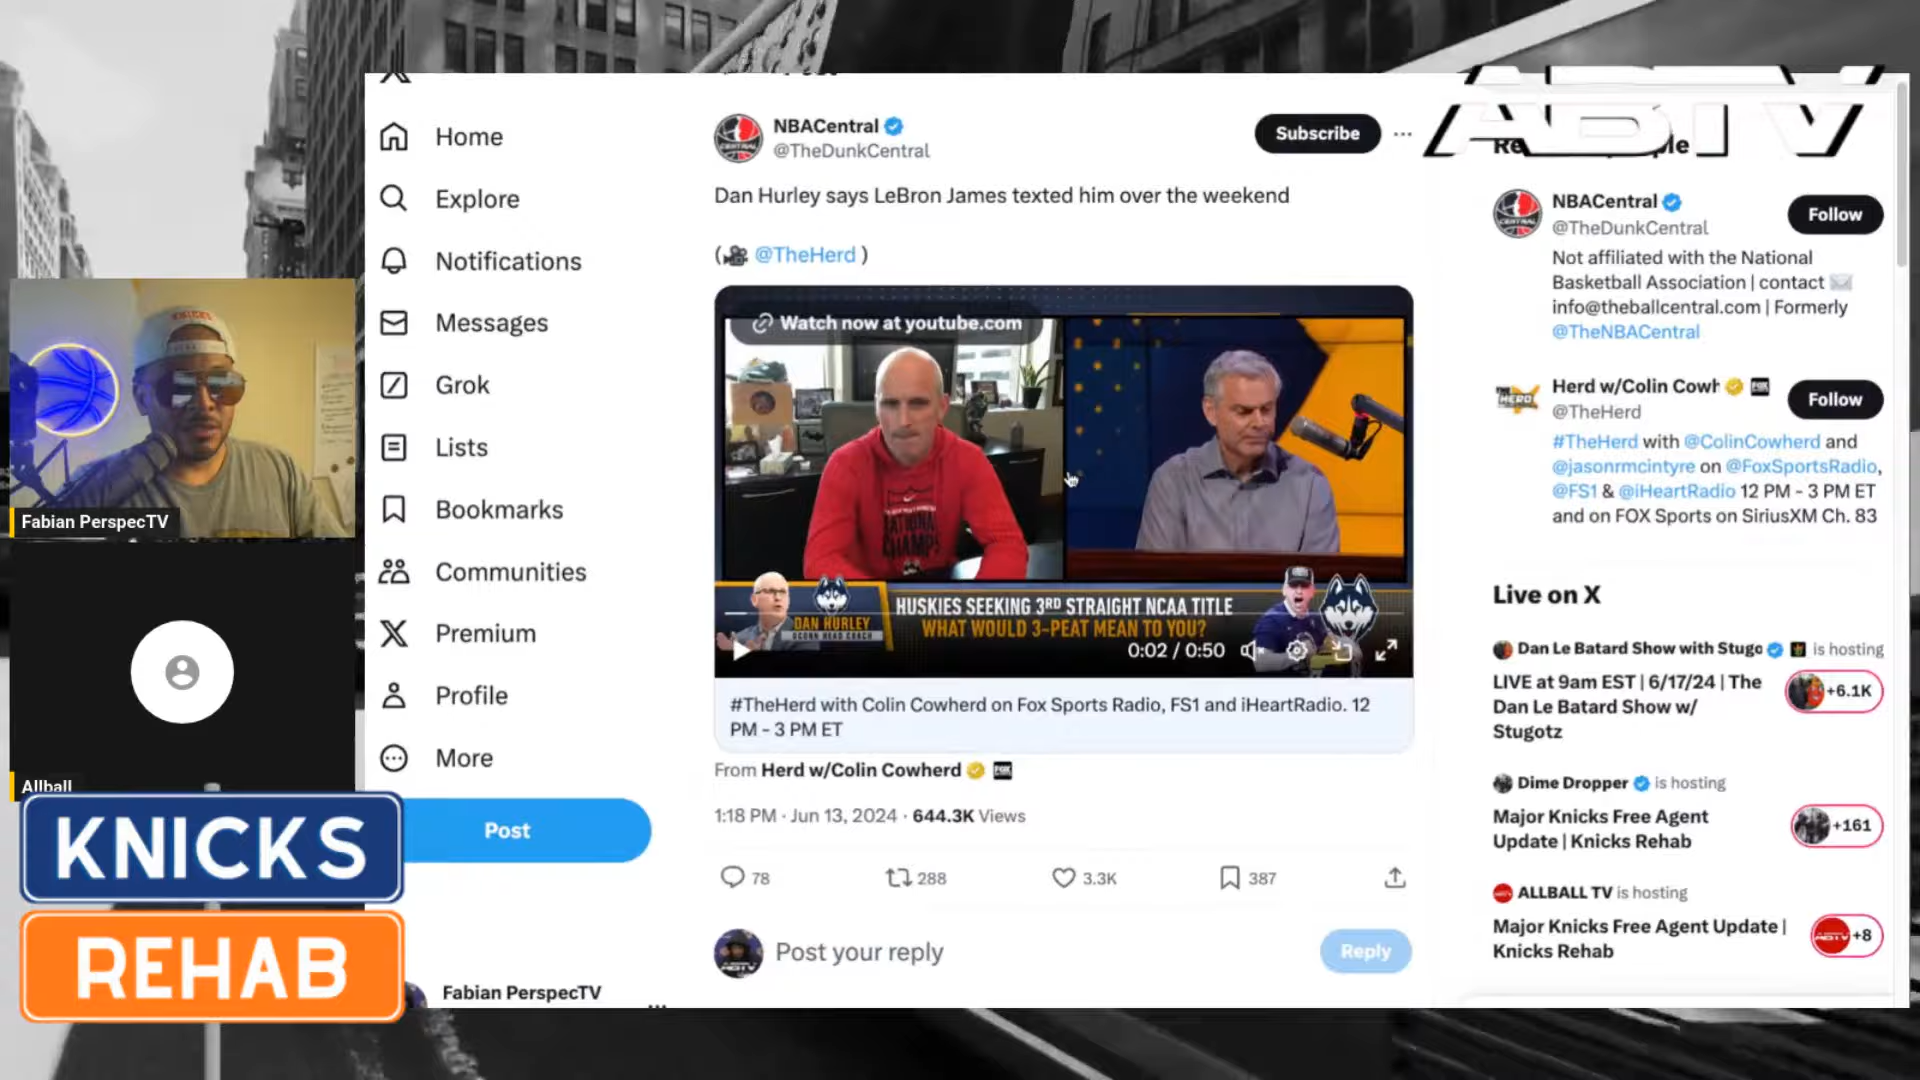 Home
Explore
Notifications
Messages
Grok
Lists
Bookmarks
Communities
Premium
Profile
More
Post
Fabian PerspecTV
NBACentral
@TheDunkCentral
Subscribe
Dan Hurley says LeBron James texted him over the weekend
( @TheHerd )
Watch now at youtube.com
NATIONAL
CHAMPS
DAN HURLEY
UCONN HEAD COACH
HUSKIES SEEKING 3RD STRAIGHT NCAA TITLE
WHAT WOULD 3-PEAT MEAN TO YOU?
0:02 / 0:50
#TheHerd with Colin Cowherd on Fox Sports Radio, FS1 and iHeartRadio. 12
PM - 3 PM ET
From Herd w/Colin Cowherd
1:18 PM · Jun 13, 2024 · 644.3K Views
78
288
3.3K
387
Post your reply
Reply
ABTV
NBACentral
@TheDunkCentral
Follow
Not affiliated with the National
Basketball Association | contact
info@theballcentral.com | Formerly
@TheNBACentral
THE HERD
Herd w/Colin Cowh
@TheHerd
Follow
#TheHerd with @ColinCowherd and
@jasonrmcintyre on @FoxSportsRadio,
@FS1 & @iHeartRadio 12 PM - 3 PM ET
and on FOX Sports on SiriusXM Ch. 83
Live on X
Dan Le Batard Show with Stugo is hosting
LIVE at 9am EST | 6/17/24 | The
Dan Le Batard Show w/
Stugotz
+6.1K
Dime Dropper is hosting
Major Knicks Free Agent
Update | Knicks Rehab
+161
ALLBALL TV is hosting
Major Knicks Free Agent Update |
Knicks Rehab
+8
KNICKS
Fabian PerspecTV
Allball
KNICKS
REHAB